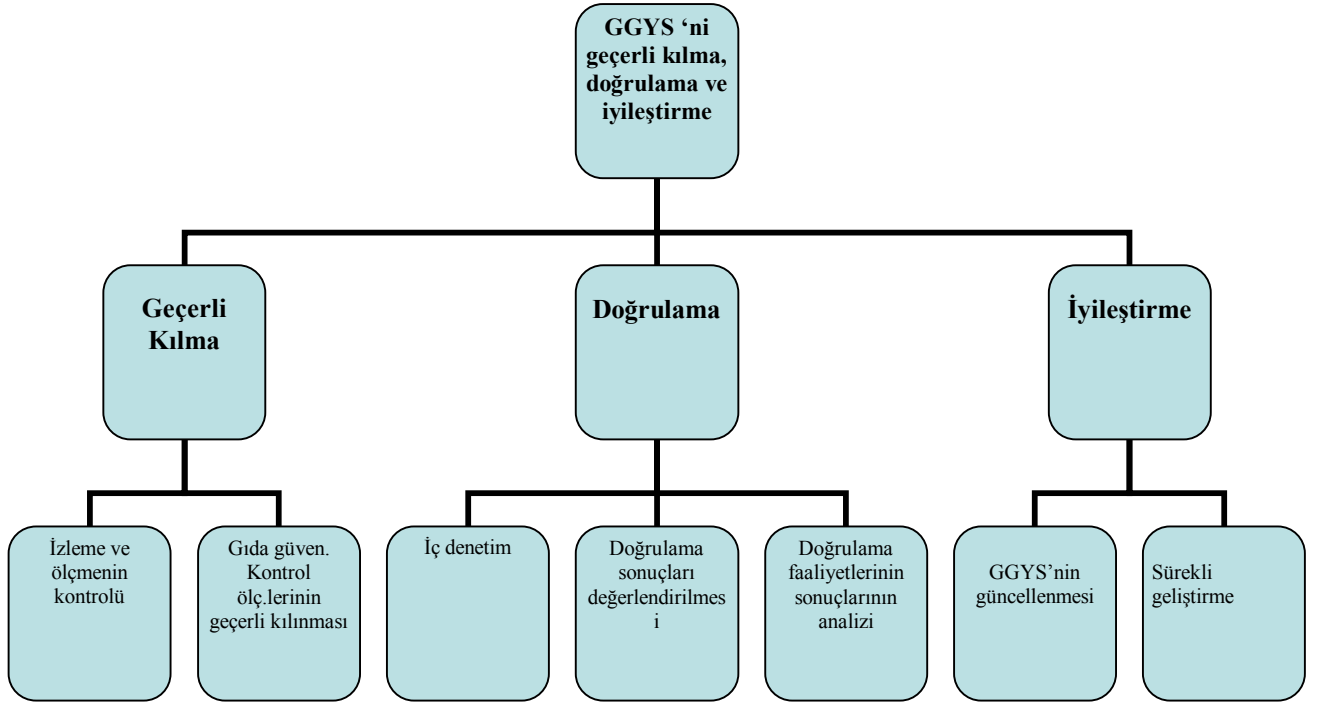 GGYS ‘ni
geçerli kılma,
doğrulama ve
iyileştirme
Geçerli
Kılma
Doğrulama
İyileştirme
İzleme ve
ölçmenin
kontrolü
Gıda güven.
Kontrol
ölç.lerinin
geçerli kılınması
İç denetim
Doğrulama
sonuçları
değerlendirilmes
i
Doğrulama
faaliyetlerinin
sonuçlarının
analizi
GGYS’nin
güncellenmesi
Sürekli
geliştirme